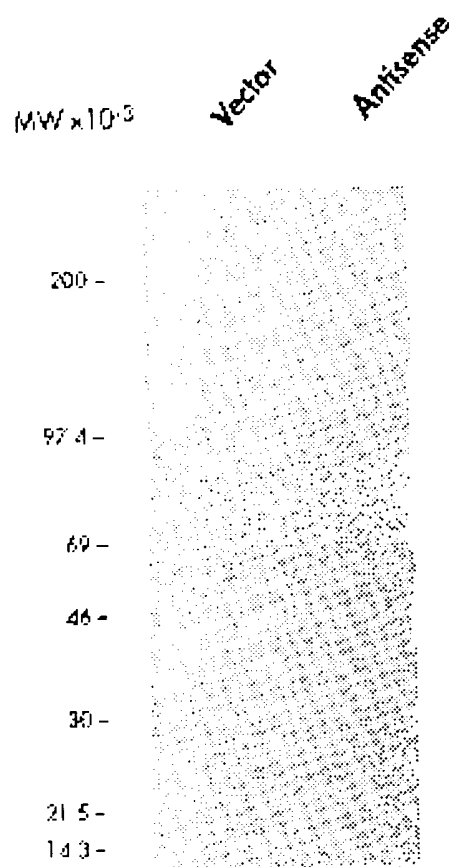 MW x10-3
Vector
Antisense
200 -
97.4 -
69 -
46 -
30 -
21.5 -
14.3 -